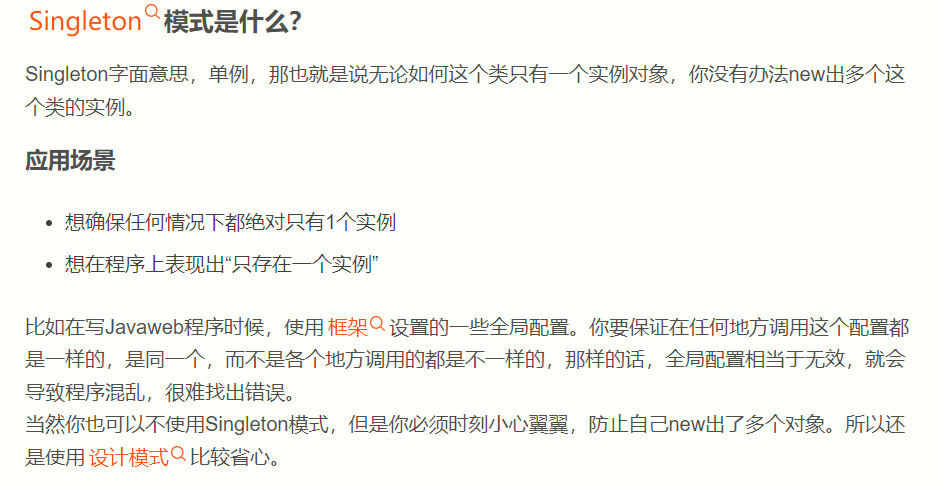 Singleton模式是什么？
Singleton字面意思，单例，那也就是说无论如何这个类只有一个实例对象，你没有办法new出多个这
个类的实例。
应用场景
• 想确保任何情况下都绝对只有1个实例
• 想在程序上表现出“只存在一个实例”
比如在写Javaweb程序时候，使用框架设置的一些全局配置。你要保证在任何地方调用这个配置都
是一样的，是同一个，而不是各个地方调用的都是不一样的，那样的话，全局配置相当于无效，就会
导致程序混乱，很难找出错误。
当然你也可以不使用Singleton模式，但是你必须时刻小心翼翼，防止自己new出了多个对象。所以还
是使用设计模式比较省心。